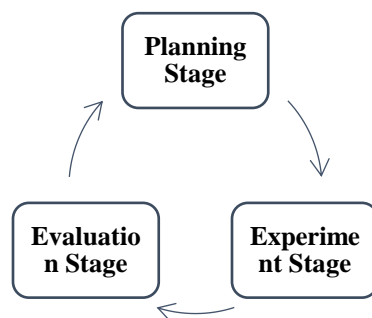 Planning
Stage
Evaluatio
n Stage
Experime
nt Stage